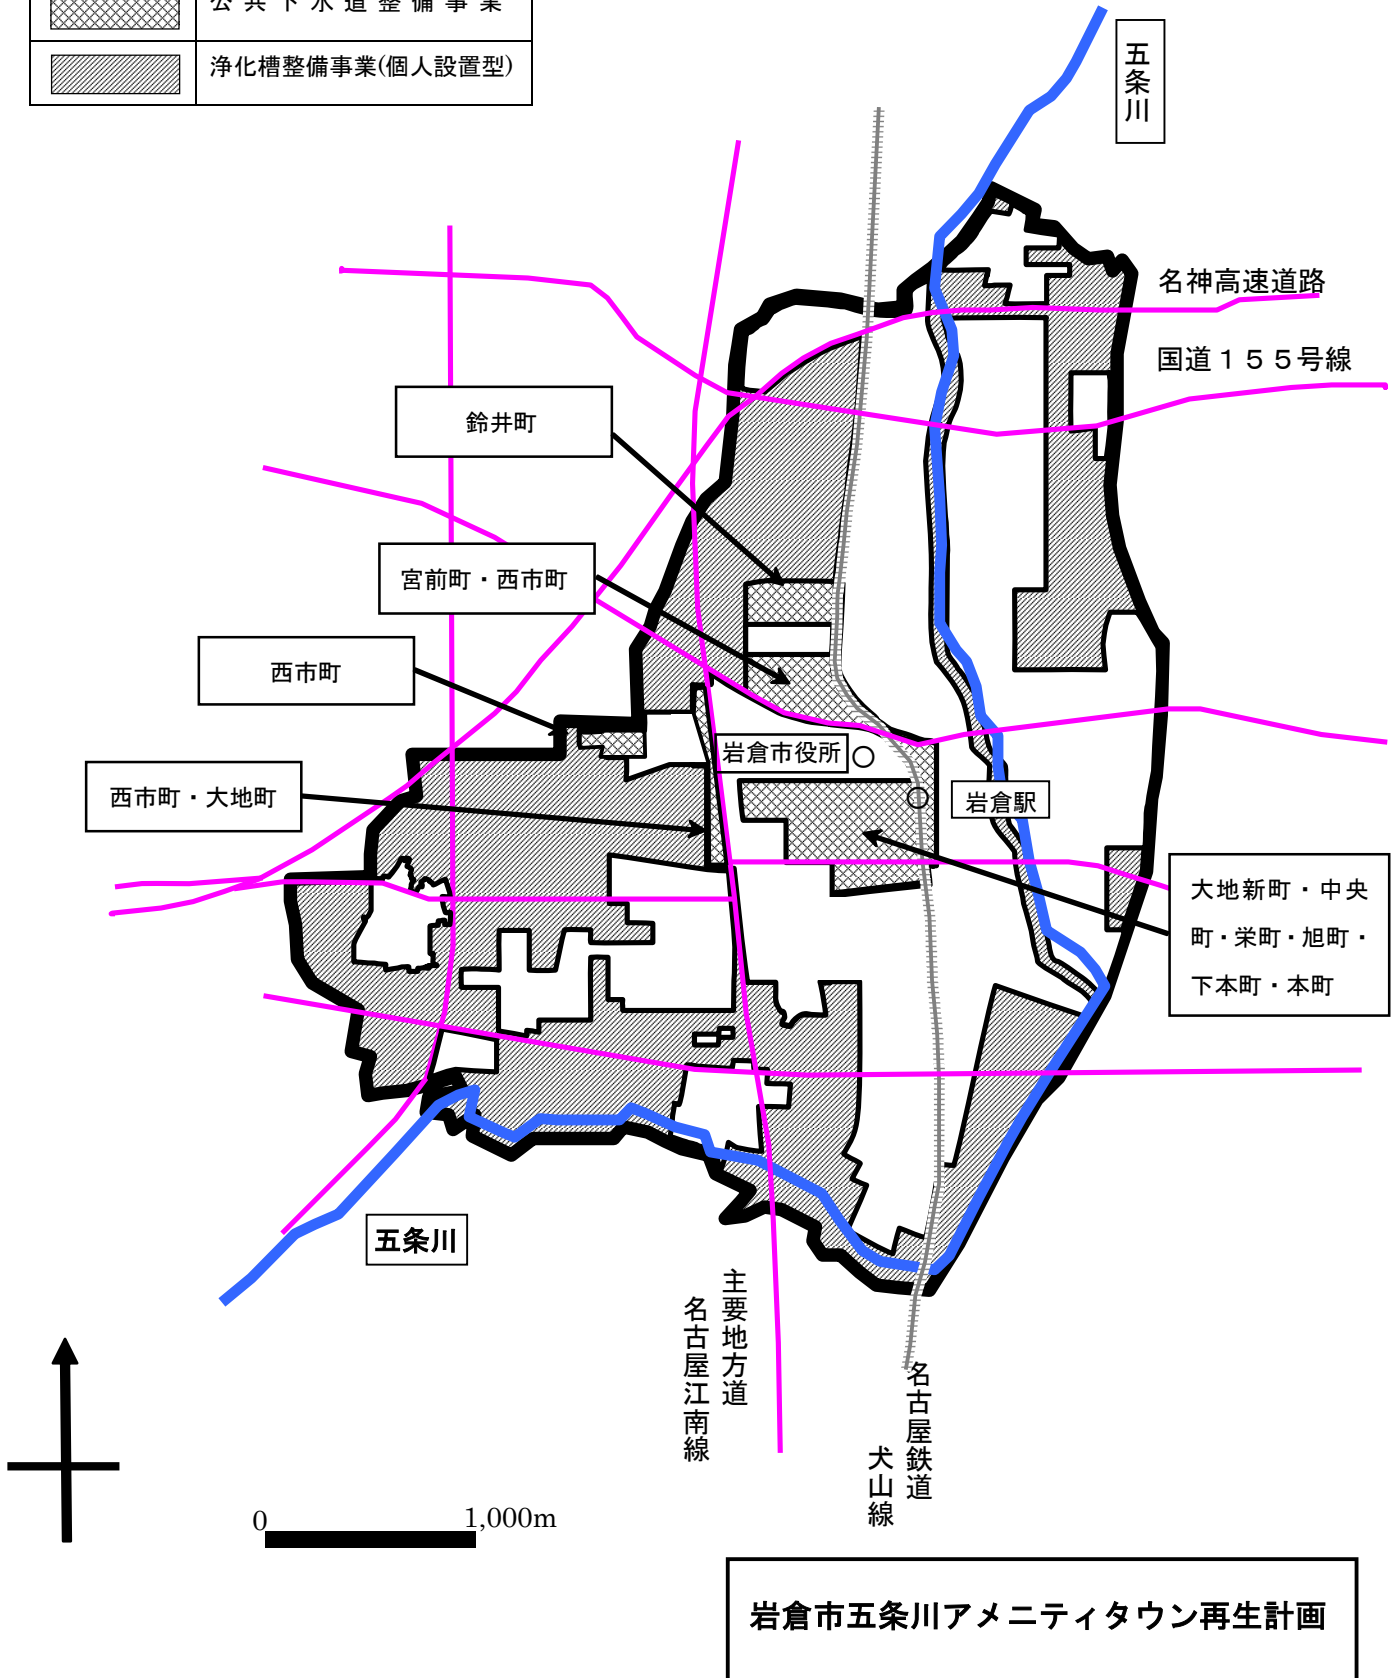 公共下水道整備事業
浄化槽整備事業(個人設置型)
五条川
名神高速道路
国道155号線
鈴井町
宮前町・西市町
西市町
岩倉市役所
西市町・大地町
岩倉駅
大地新町・中央
町・栄町・旭町・
下本町・本町
五条川
主要地方道
名古屋江南線
名古屋鉄道
犬山線
0 1,000m
岩倉市五条川アメニティタウン再生計画